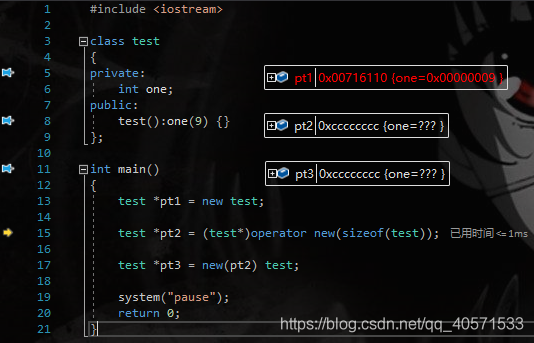 1 #include <iostream>
2
3 class test
4 {
5 private: pt1 0x00716110 {one=0x00000009 }
6 int one;
7 public:
8 test():one(9) {} pt2 0xcccccccc {one=??? }
9 };
10
11 int main() pt3 0xcccccccc {one=??? }
12 {
13 test *pt1 = new test;
14
15 test *pt2 = (test*)operator new(sizeof(test)); 已用时间<=1ms
16
17 test *pt3 = new(pt2) test;
18
19 system("pause");
20 return 0;
21 }
https://blog.csdn.net/qq_40571533